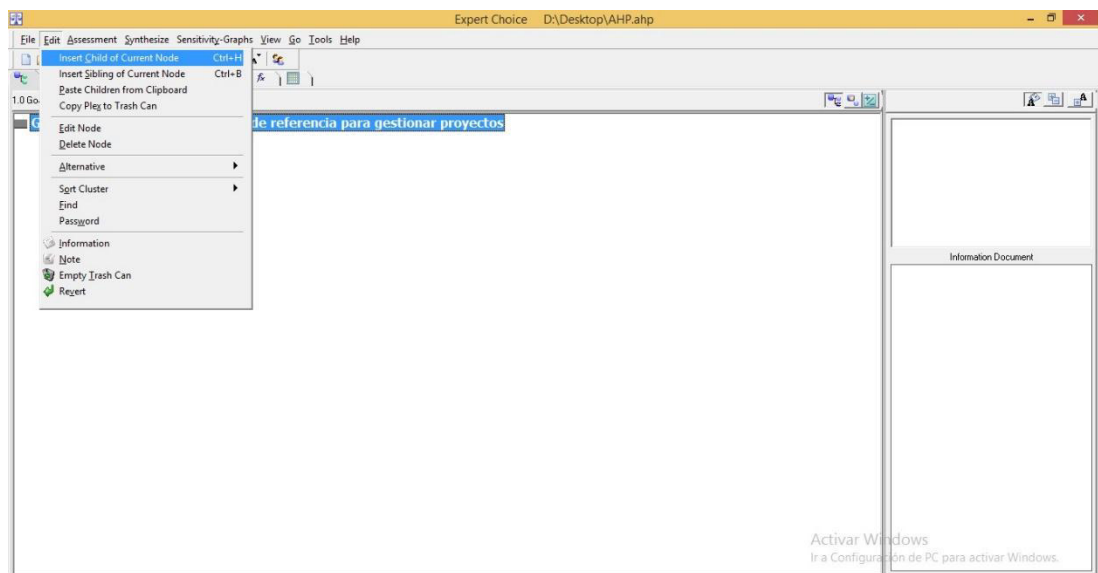 Expert Choice D:\Desktop\AHP.ahp
File Edit Assessment Synthesize Sensitivity-Graphs View Go Tools Help
Insert Child of Current Node Ctrl+H
Insert Sibling of Current Node Ctrl+B
Paste Children from Clipboard
Copy Plex to Trash Can
1.0 Go
Edit Node
de referencia para gestionar proyectos
Delete Node
Alternative
Sort Cluster
Find
Password
Information
Note
Empty Trash Can
Revert
Information Document
Activar Windows
Ir a Configuración de PC para activar Windows.